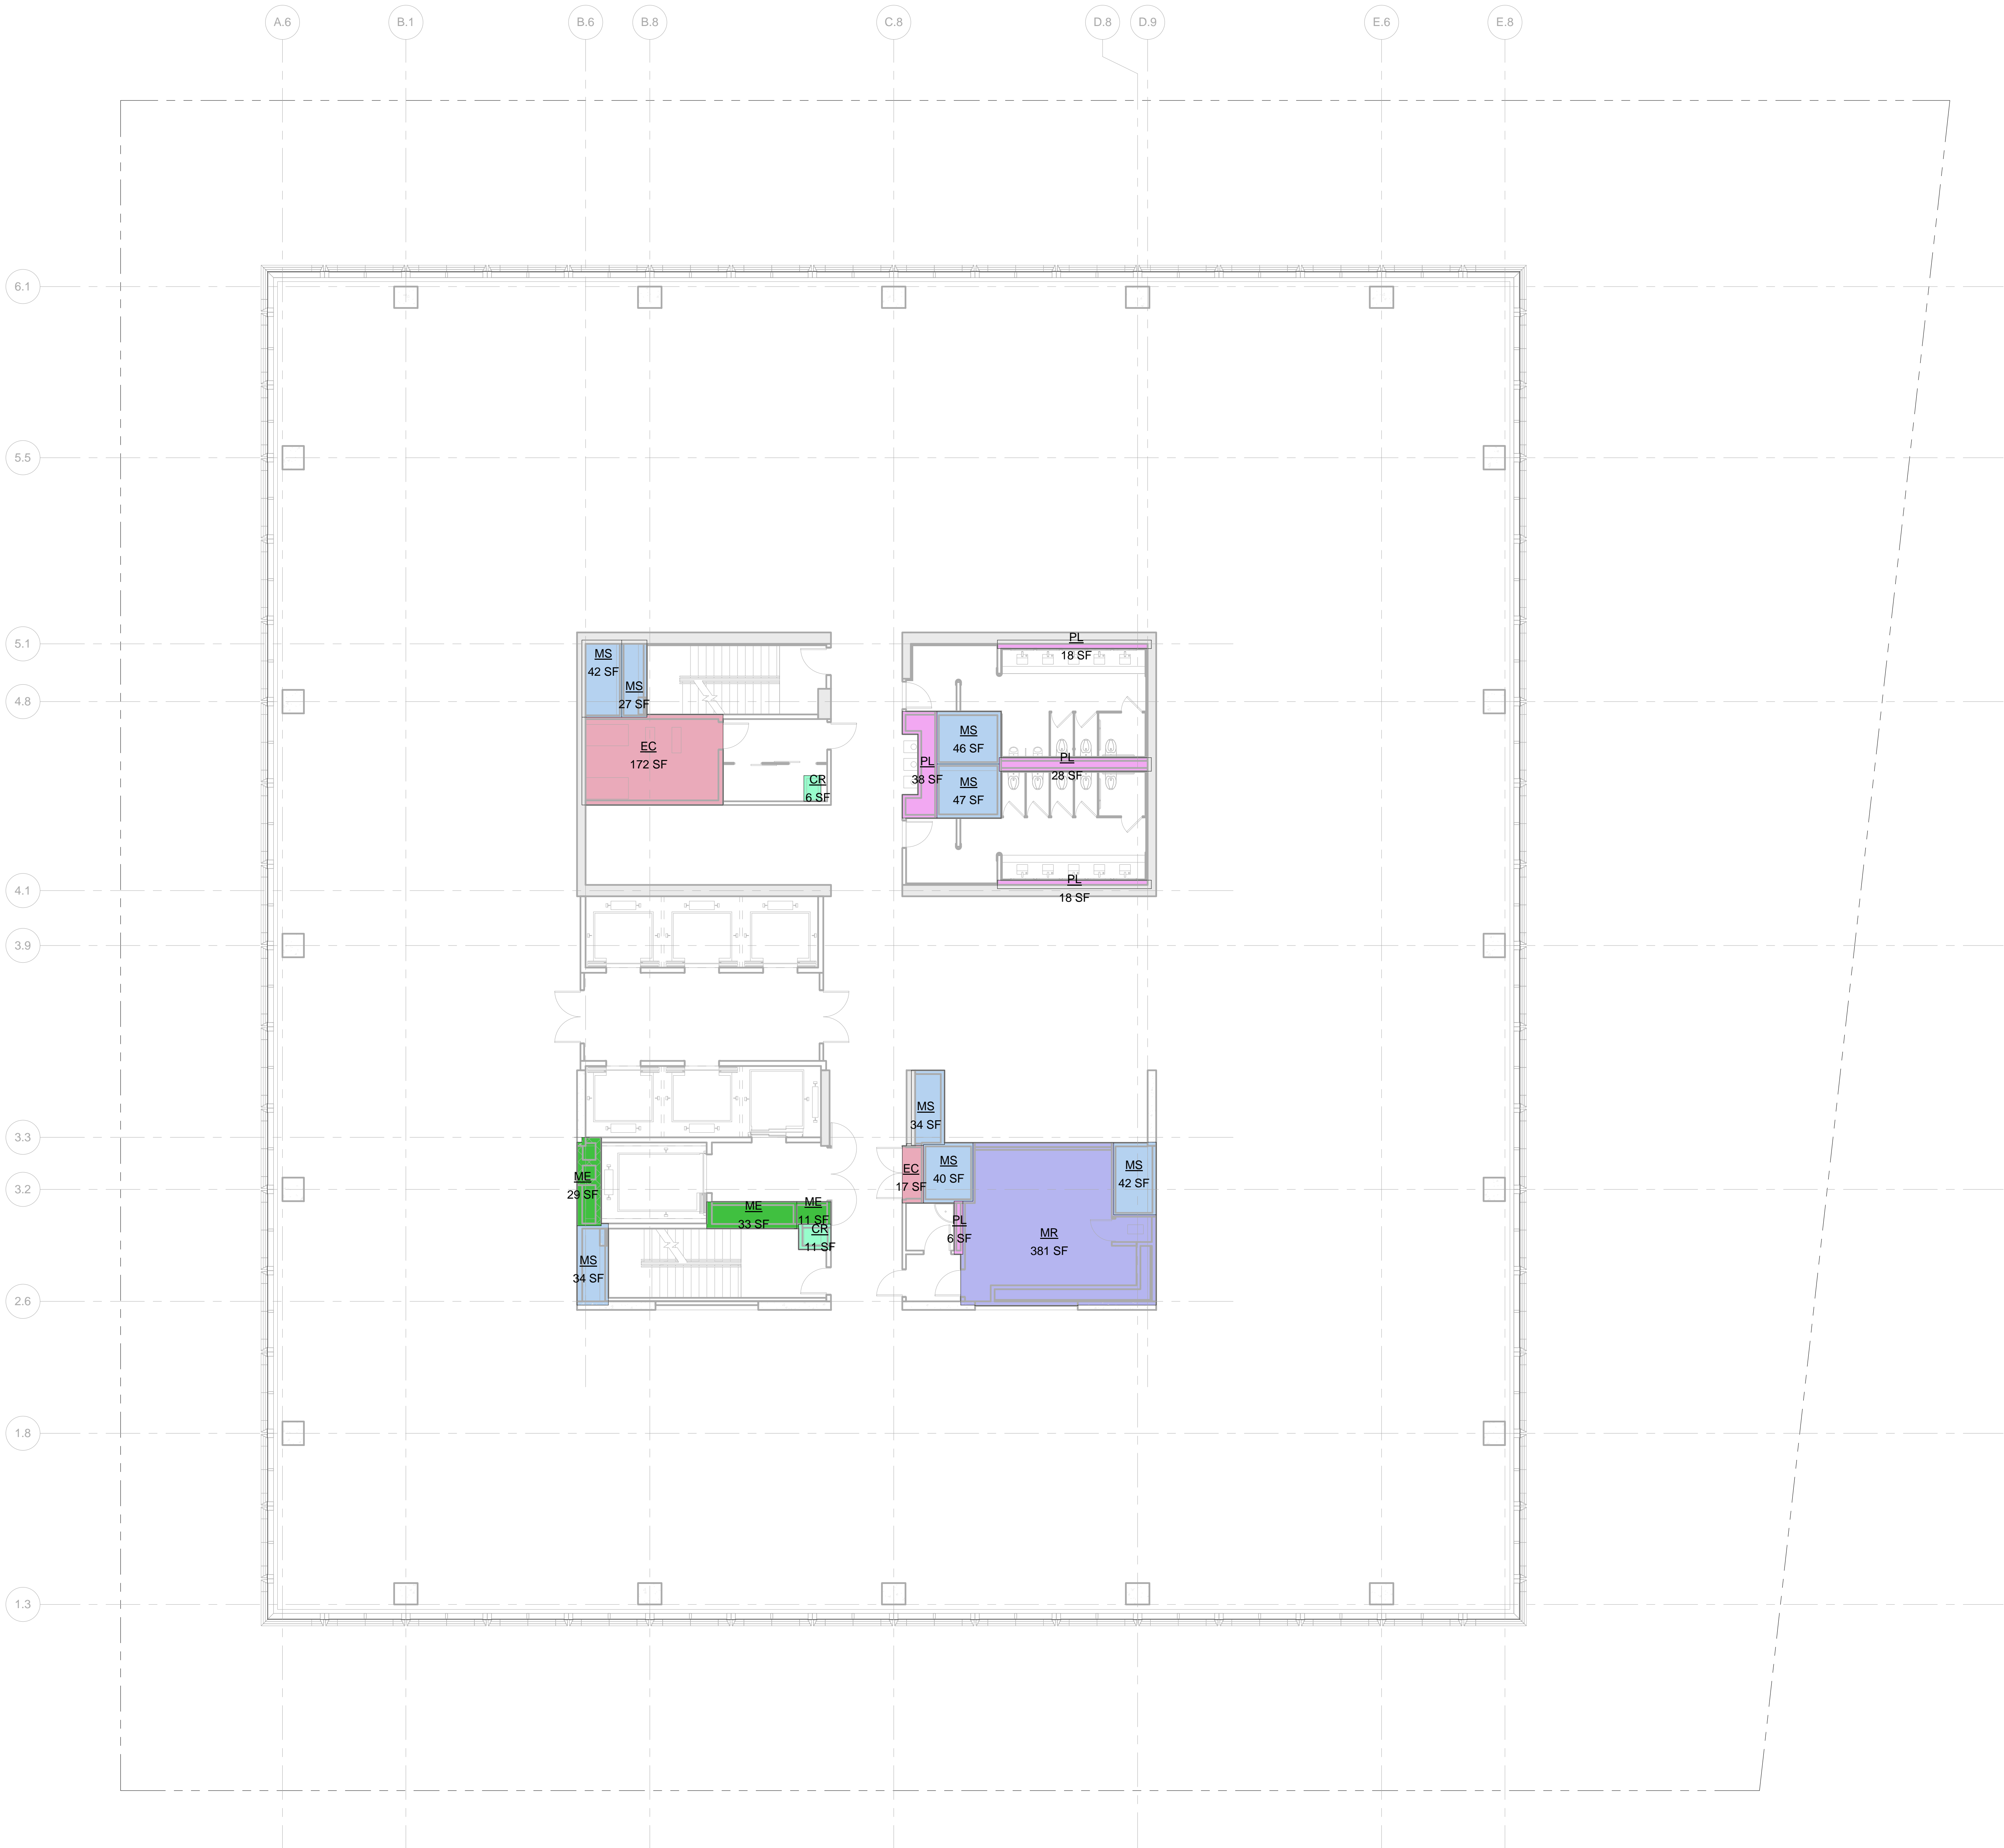 A.6
B.1
B.6
B.8
C.8
D.8
D.9
E.6
E.8
6.1
5.5
5.1
4.8
4.1
3.9
3.3
3.2
2.6
1.8
1.3
PL
18 SF
MS
42 SF
MS
27 SF
EC
172 SF
CR
6 SF
MS
46 SF
PL
38 SF
PL
28 SF
MS
47 SF
PL
18 SF
MS
34 SF
ME
29 SF
EC
17 SF
MS
40 SF
MS
42 SF
ME
33 SF
ME
11 SF
CR
11 SF
PL
6 SF
MR
381 SF
MS
34 SF